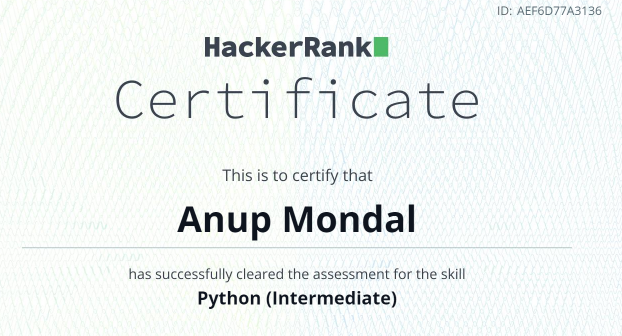 ID: AEF6D77A3136
HackerRank
Certificate
This is to certify that
Anup Mondal
has successfully cleared the assessment for the skill
Python (Intermediate)